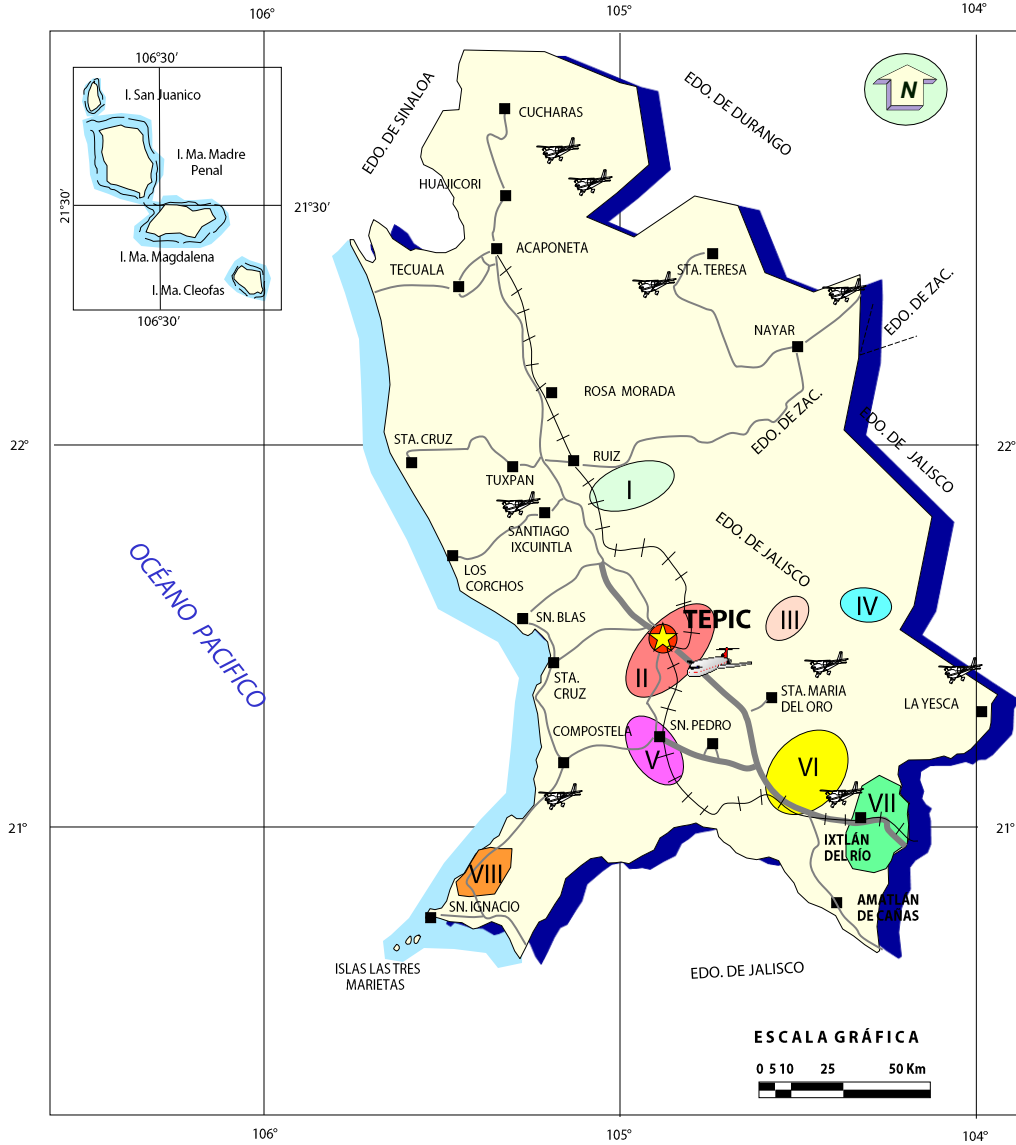 106°
105°
104°
106°30′
I. San Juanico
I. Ma. Madre
Penal
21°30′
21°30′
I. Ma. Magdalena
I. Ma. Cleofas
106°30′
EDO. DE SINALOA
EDO. DE DURANGO
N
CUCHARAS
HUAJICORI
ACAPONETA
TECUALA
STA. TERESA
EDO. DE ZAC.
NAYAR
ROSA MORADA
EDO. DE ZAC.
EDO. DE JALISCO
22°
22°
STA. CRUZ
RUIZ
TUXPAN
I
SANTIAGO
IXCUINTLA
EDO. DE JALISCO
LOS
CORCHOS
OCÉANO PACIFICO
SN. BLAS
TEPIC
III
IV
II
STA.
CRUZ
STA. MARIA
DEL ORO
LA YESCA
COMPOSTELA
SN. PEDRO
V
VI
VII
21°
21°
IXTLÁN
DEL RÍO
VIII
SN. IGNACIO
AMATLÁN
DE CAÑAS
ISLAS LAS TRES
MARIETAS
EDO. DE JALISCO
ESCALA GRÁFICA
0 5 10 25 50 Km
106°
105°
104°